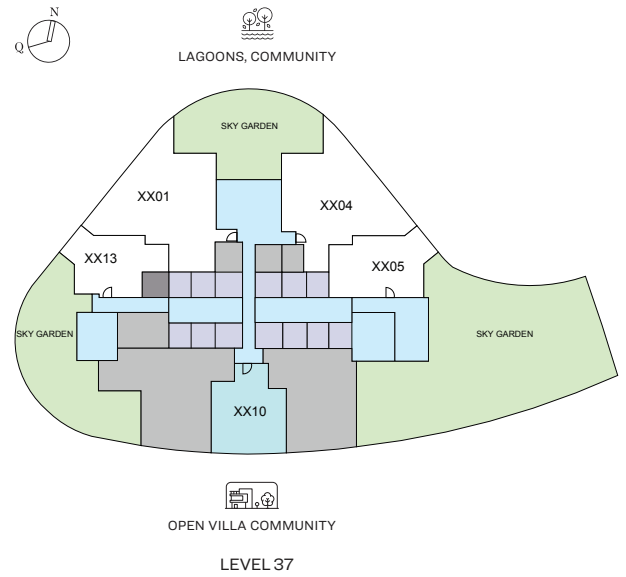 N
Q
LAGOONS, COMMUNITY
SKY GARDEN
XX01
XX04
XX13
XX05
SKY GARDEN
SKY GARDEN
XX10
OPEN VILLA COMMUNITY
LEVEL 37